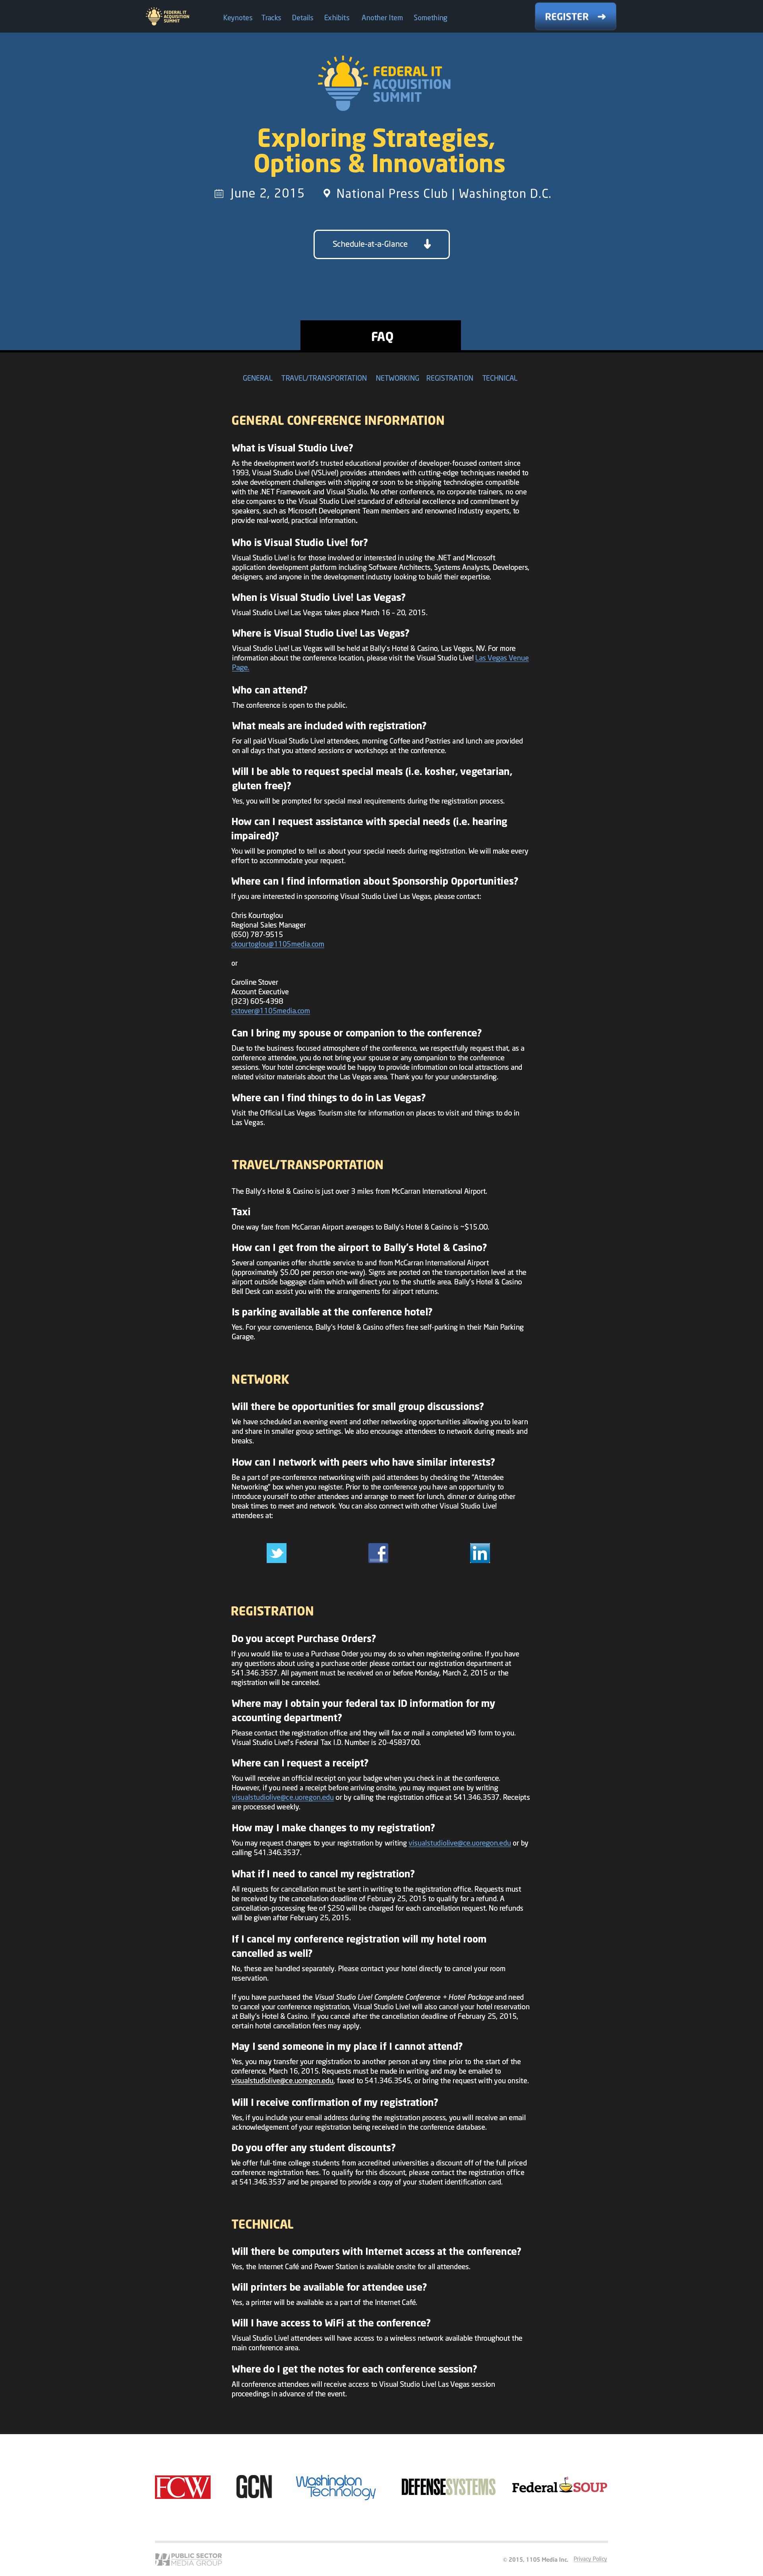 FEDERAL IT
ACQUISITION
SUMMIT
Keynotes Tracks Details Exhibits Another Item Something
REGISTER
FEDERAL IT
ACQUISITION
SUMMIT
Exploring Strategies,
Options & Innovations
June 2, 2015 National Press Club | Washington D.C.
Schedule-at-a-Glance
FAQ
GENERAL TRAVEL/TRANSPORTATION NETWORKING REGISTRATION TECHNICAL
GENERAL CONFERENCE INFORMATION
What is Visual Studio Live?
As the development world's trusted educational provider of developer-focused content since
1993, Visual Studio Live! (VSLive!) provides attendees with cutting-edge techniques needed to
solve development challenges with shipping or soon to be shipping technologies compatible
with the .NET Framework and Visual Studio. No other conference, no corporate trainers, no one
else compares to the Visual Studio Live! standard of editorial excellence and commitment by
speakers, such as Microsoft Development Team members and renowned industry experts, to
provide real-world, practical information.
Who is Visual Studio Live! for?
Visual Studio Live! is for those involved or interested in using the .NET and Microsoft
application development platform including Software Architects, Systems Analysts, Developers,
designers, and anyone in the development industry looking to build their expertise.
When is Visual Studio Live! Las Vegas?
Visual Studio Live! Las Vegas takes place March 16 – 20, 2015.
Where is Visual Studio Live! Las Vegas?
Visual Studio Live! Las Vegas will be held at Bally's Hotel & Casino, Las Vegas, NV. For more
information about the conference location, please visit the Visual Studio Live! Las Vegas Venue
Page.
Who can attend?
The conference is open to the public.
What meals are included with registration?
For all paid Visual Studio Live! attendees, morning Coffee and Pastries and lunch are provided
on all days that you attend sessions or workshops at the conference.
Will I be able to request special meals (i.e. kosher, vegetarian,
gluten free)?
Yes, you will be prompted for special meal requirements during the registration process.
How can I request assistance with special needs (i.e. hearing
impaired)?
You will be prompted to tell us about your special needs during registration. We will make every
effort to accommodate your request.
Where can I find information about Sponsorship Opportunities?
If you are interested in sponsoring Visual Studio Live! Las Vegas, please contact:
Chris Kourtoglou
Regional Sales Manager
(650) 787-9515
ckourtoglou@1105media.com
or
Caroline Stover
Account Executive
(323) 605-4398
cstover@1105media.com
Can I bring my spouse or companion to the conference?
Due to the business focused atmosphere of the conference, we respectfully request that, as a
conference attendee, you do not bring your spouse or any companion to the conference
sessions. Your hotel concierge would be happy to provide information on local attractions and
related visitor materials about the Las Vegas area. Thank you for your understanding.
Where can I find things to do in Las Vegas?
Visit the Official Las Vegas Tourism site for information on places to visit and things to do in
Las Vegas.
TRAVEL/TRANSPORTATION
The Bally's Hotel & Casino is just over 3 miles from McCarran International Airport.
Taxi
One way fare from McCarran Airport averages to Bally's Hotel & Casino is ~$15.00.
How can I get from the airport to Bally's Hotel & Casino?
Several companies offer shuttle service to and from McCarran International Airport
(approximately $5.00 per person one-way). Signs are posted on the transportation level at the
airport outside baggage claim which will direct you to the shuttle area. Bally's Hotel & Casino
Bell Desk can assist you with the arrangements for airport returns.
Is parking available at the conference hotel?
Yes. For your convenience, Bally's Hotel & Casino offers free self-parking in their Main Parking
Garage.
NETWORK
Will there be opportunities for small group discussions?
We have scheduled an evening event and other networking opportunities allowing you to learn
and share in smaller group settings. We also encourage attendees to network during meals and
breaks.
How can I network with peers who have similar interests?
Be a part of pre-conference networking with paid attendees by checking the "Attendee
Networking" box when you register. Prior to the conference you have an opportunity to
introduce yourself to other attendees and arrange to meet for lunch, dinner or during other
break times to meet and network. You can also connect with other Visual Studio Live!
attendees at:
f in
REGISTRATION
Do you accept Purchase Orders?
If you would like to use a Purchase Order you may do so when registering online. If you have
any questions about using a purchase order please contact our registration department at
541.346.3537. All payment must be received on or before Monday, March 2, 2015 or the
registration will be canceled.
Where may I obtain your federal tax ID information for my
accounting department?
Please contact the registration office and they will fax or mail a completed W9 form to you.
Visual Studio Live!'s Federal Tax I.D. Number is 20-4583700.
Where can I request a receipt?
You will receive an official receipt on your badge when you check in at the conference.
However, if you need a receipt before arriving onsite, you may request one by writing
visualstudiolive@ce.uoregon.edu or by calling the registration office at 541.346.3537. Receipts
are processed weekly.
How may I make changes to my registration?
You may request changes to your registration by writing visualstudiolive@ce.uoregon.edu or by
calling 541.346.3537.
What if I need to cancel my registration?
All requests for cancellation must be sent in writing to the registration office. Requests must
be received by the cancellation deadline of February 25, 2015 to qualify for a refund. A
cancellation-processing fee of $250 will be charged for each cancellation request. No refunds
will be given after February 25, 2015.
If I cancel my conference registration will my hotel room
cancelled as well?
No, these are handled separately. Please contact your hotel directly to cancel your room
reservation.
If you have purchased the Visual Studio Live! Complete Conference + Hotel Package and need
to cancel your conference registration, Visual Studio Live! will also cancel your hotel reservation
at Bally's Hotel & Casino. If you cancel after the cancellation deadline of February 25, 2015,
certain hotel cancellation fees may apply.
May I send someone in my place if I cannot attend?
Yes, you may transfer your registration to another person at any time prior to the start of the
conference, March 16, 2015. Requests must be made in writing and may be emailed to
visualstudiolive@ce.uoregon.edu, faxed to 541.346.3545, or bring the request with you onsite.
Will I receive confirmation of my registration?
Yes, if you include your email address during the registration process, you will receive an email
acknowledgement of your registration being received in the conference database.
Do you offer any student discounts?
We offer full-time college students from accredited universities a discount off of the full priced
conference registration fees. To qualify for this discount, please contact the registration office
at 541.346.3537 and be prepared to provide a copy of your student identification card.
TECHNICAL
Will there be computers with Internet access at the conference?
Yes, the Internet Café and Power Station is available onsite for all attendees.
Will printers be available for attendee use?
Yes, a printer will be available as a part of the Internet Café.
Will I have access to WiFi at the conference?
Visual Studio Live! attendees will have access to a wireless network available throughout the
main conference area.
Where do I get the notes for each conference session?
All conference attendees will receive access to Visual Studio Live! Las Vegas session
proceedings in advance of the event.
FCW GCN Washington Technology DEFENSESYSTEMS Federal SOUP
PUBLIC SECTOR
MEDIA GROUP
© 2015, 1105 Media Inc. Privacy Policy